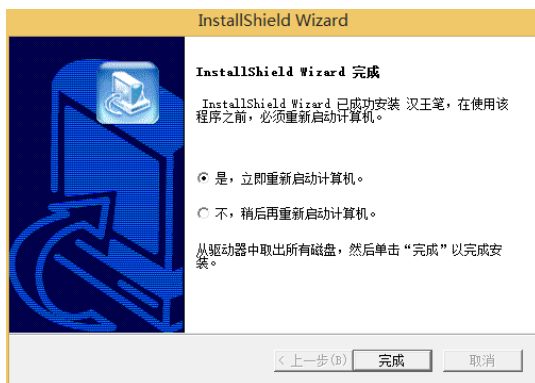 InstallShield Wizard
InstallShield Wizard 完成
InstallShield Wizard 已成功安装 汉王笔，在使用该
程序之前，必须重新启动计算机。
是，立即重新启动计算机。
不，稍后再重新启动计算机。
从驱动器中取出所有磁盘，然后单击“完成”以完成安
装。
< 上一步(B) 完成 取消